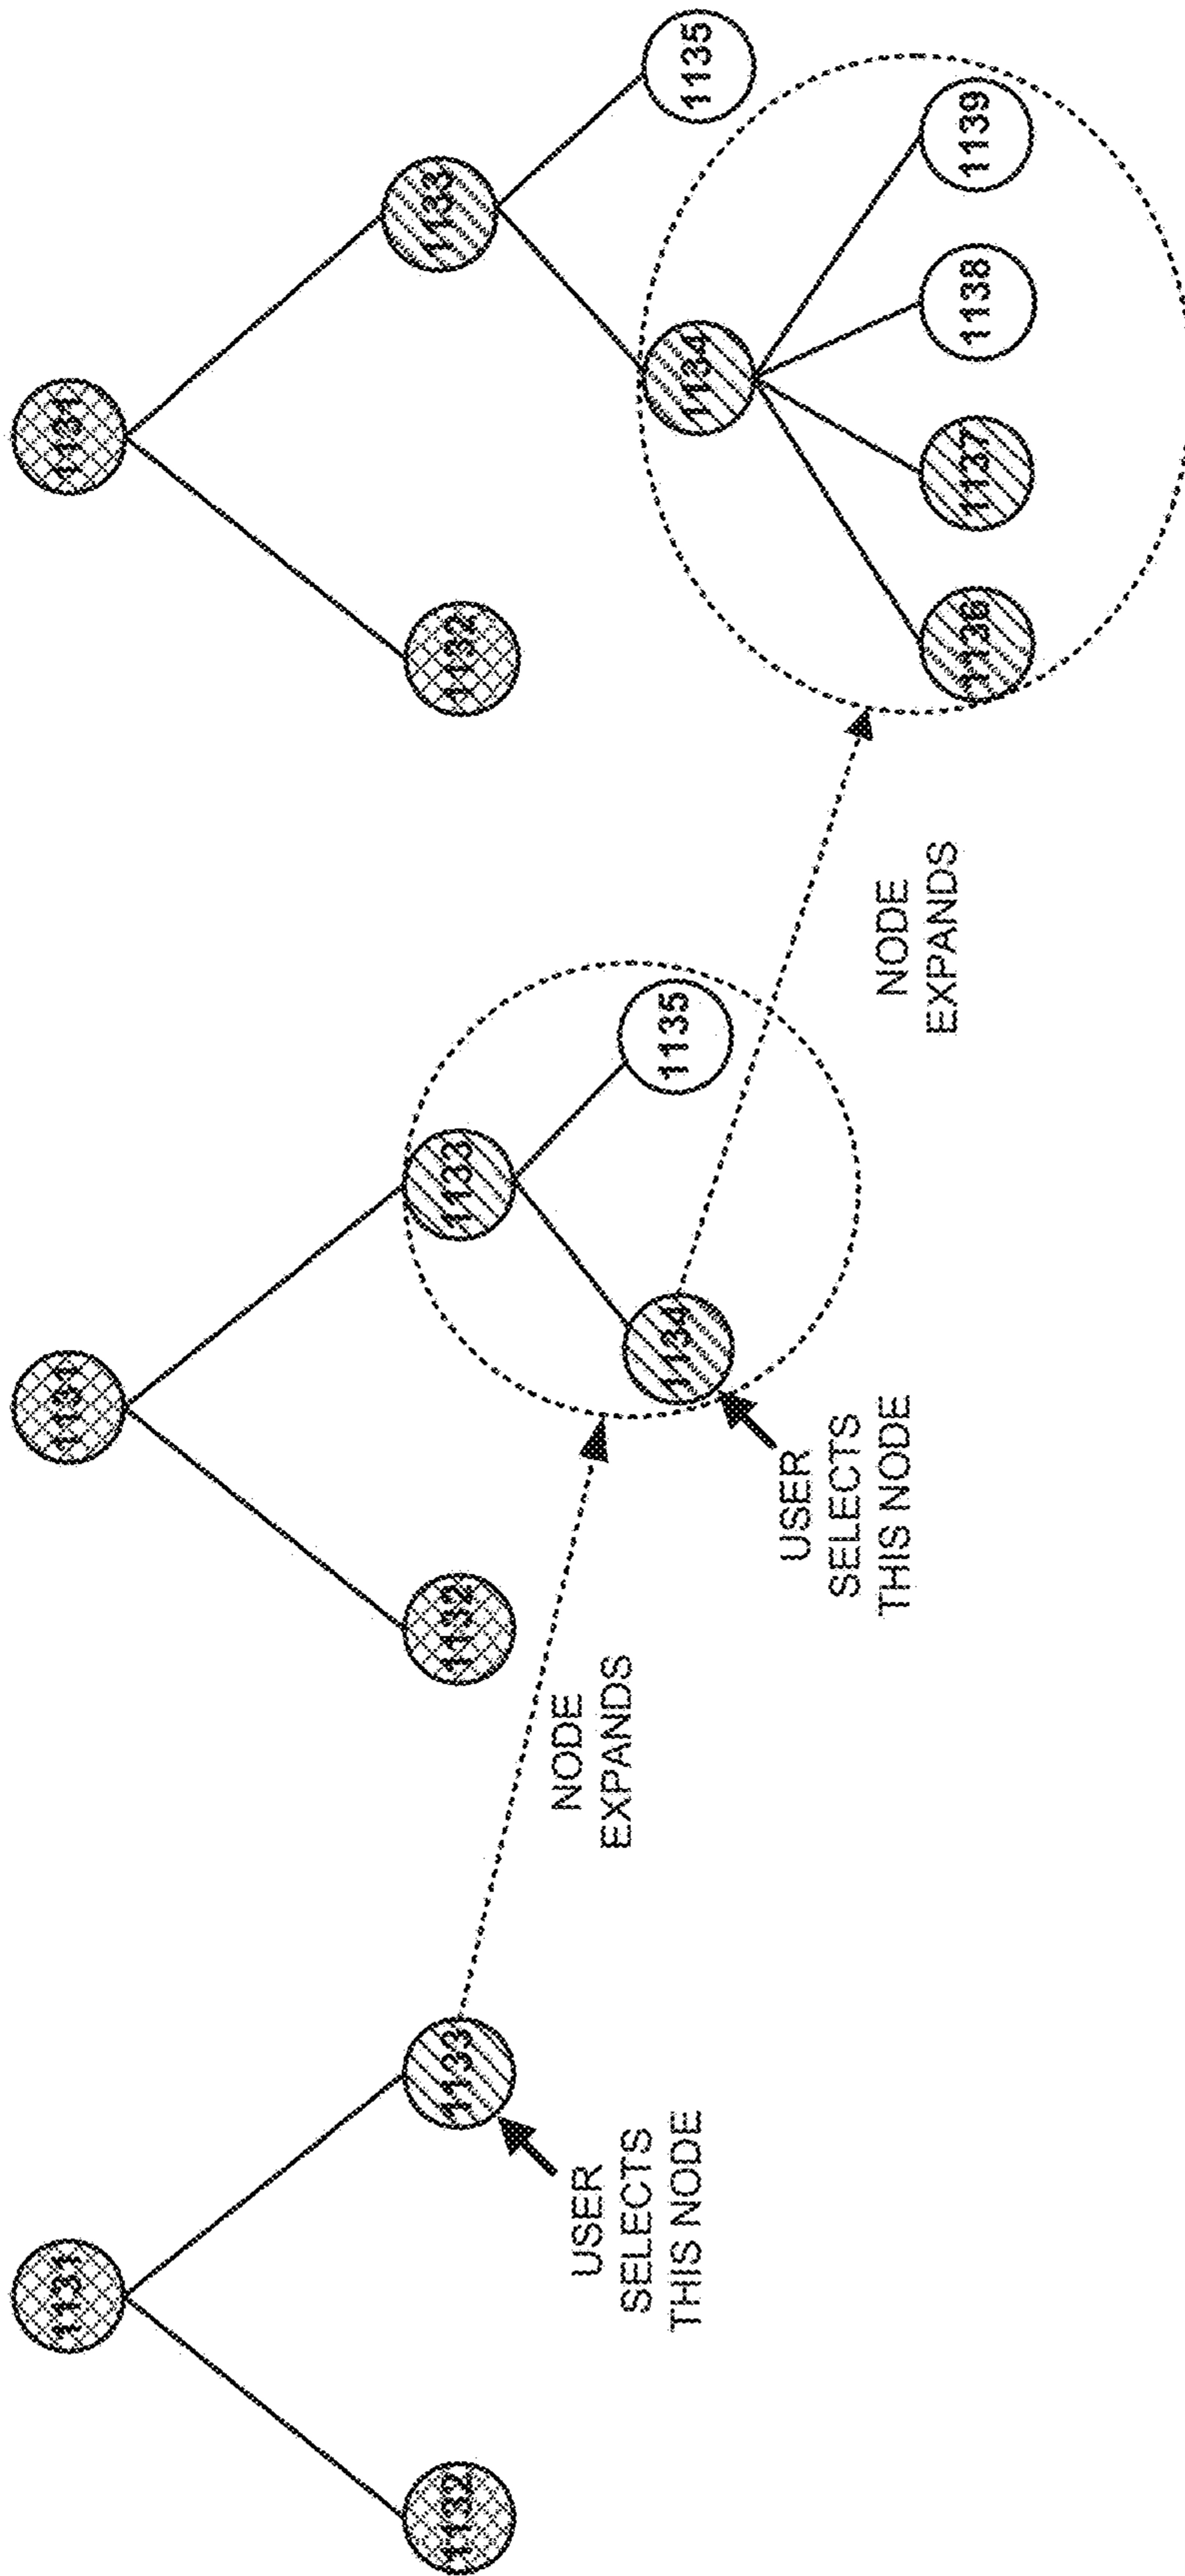 1131
1132
1133
USER
SELECTS
THIS NODE
NODE
EXPANDS
1131
1132
1133
1134
1135
USER
SELECTS
THIS NODE
NODE
EXPANDS
1131
1132
1133
1134
1135
1136
1137
1138
1139